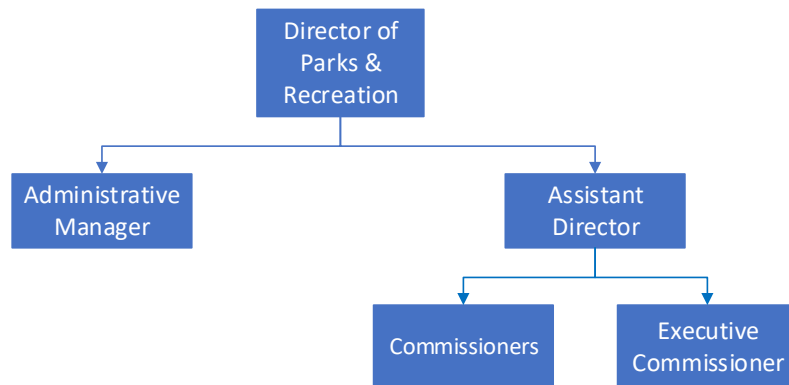 Director of
Parks &
Recreation
Administrative
Manager
Assistant
Director
Commissioners
Executive
Commissioner